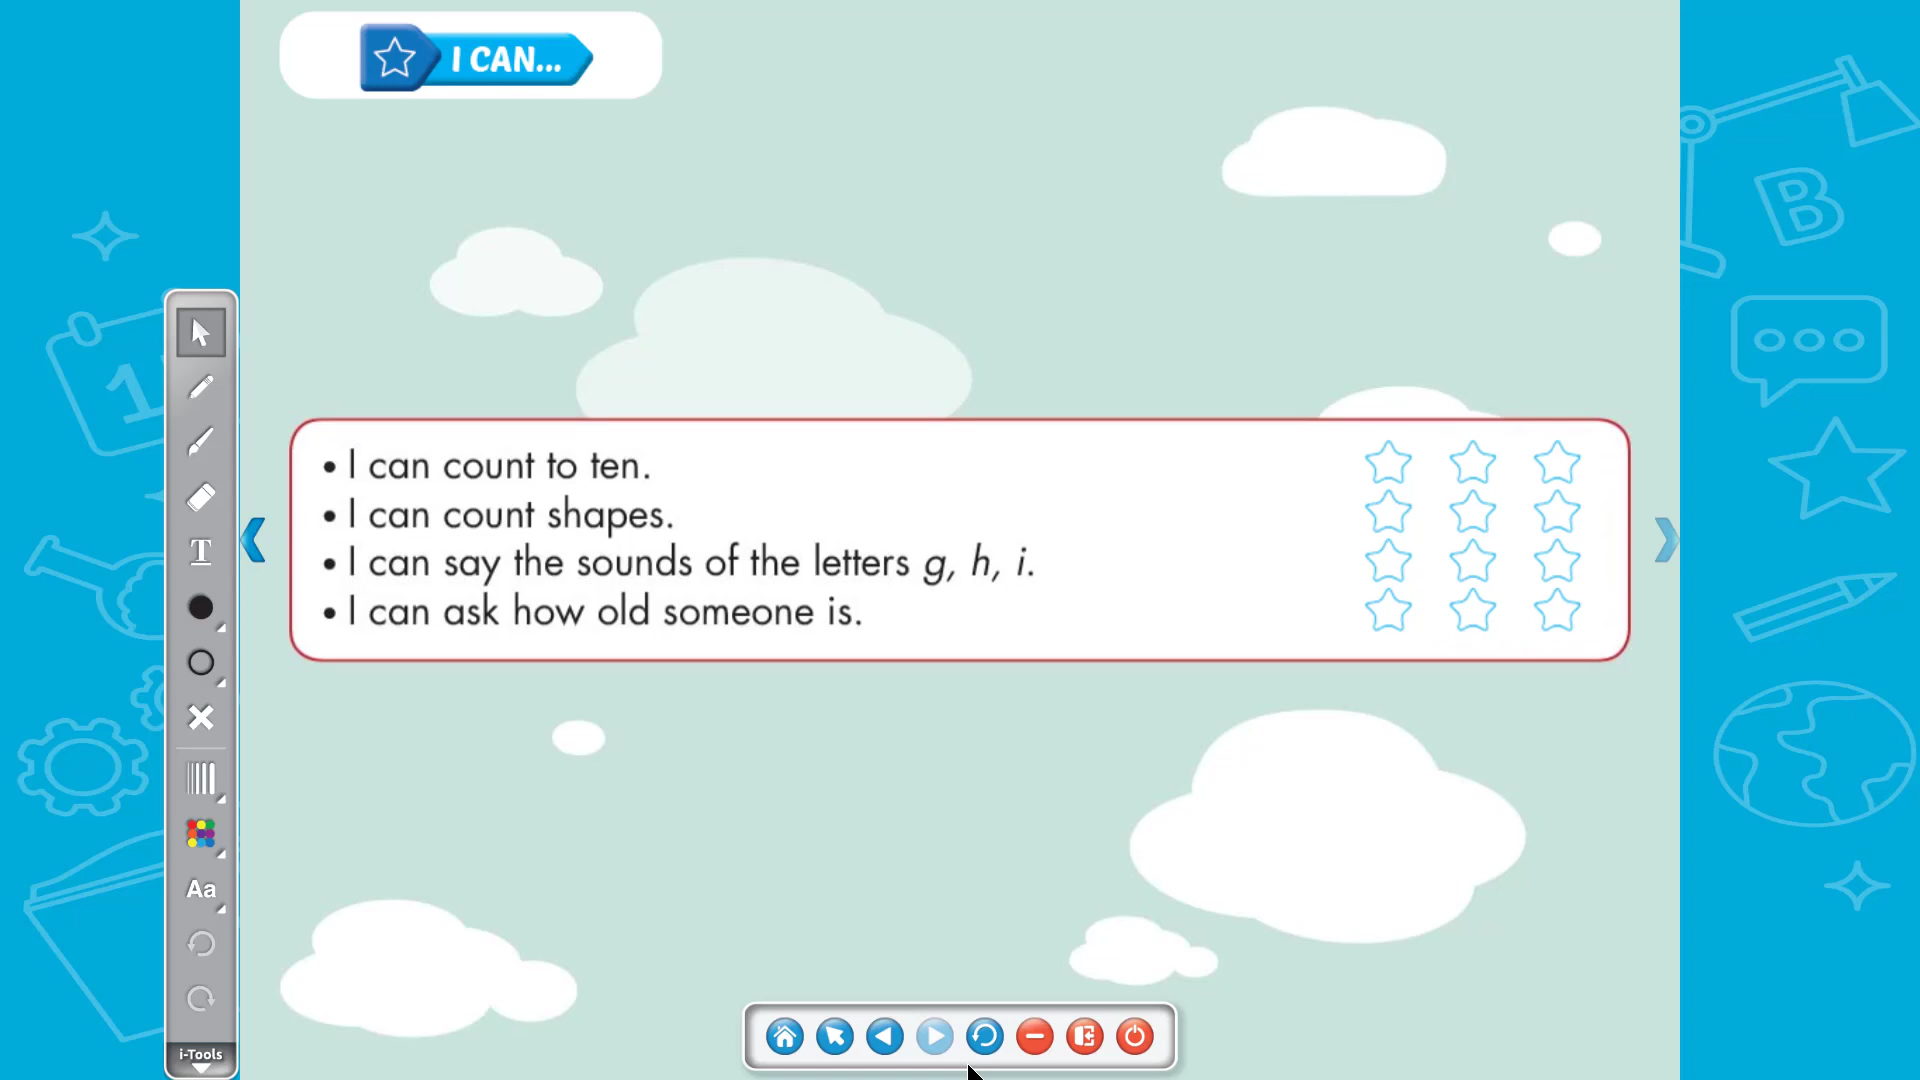 I CAN...
• I can count to ten.
• I can count shapes.
• I can say the sounds of the letters g, h, i.
• I can ask how old someone is.
1
B
T
Aa
i-Tools